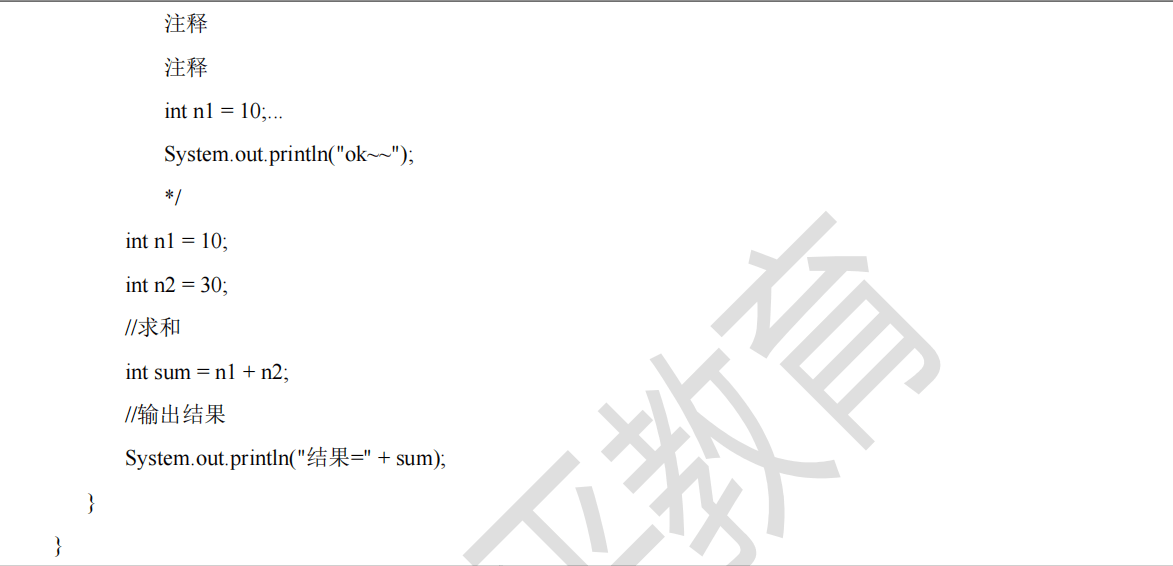 注释
注释
int n1 = 10;...
System.out.println("ok~~");
*/
int n1 = 10;
int n2 = 30;
//求和
int sum = n1 + n2;
//输出结果
System.out.println("结果=" + sum);
}
}
教育